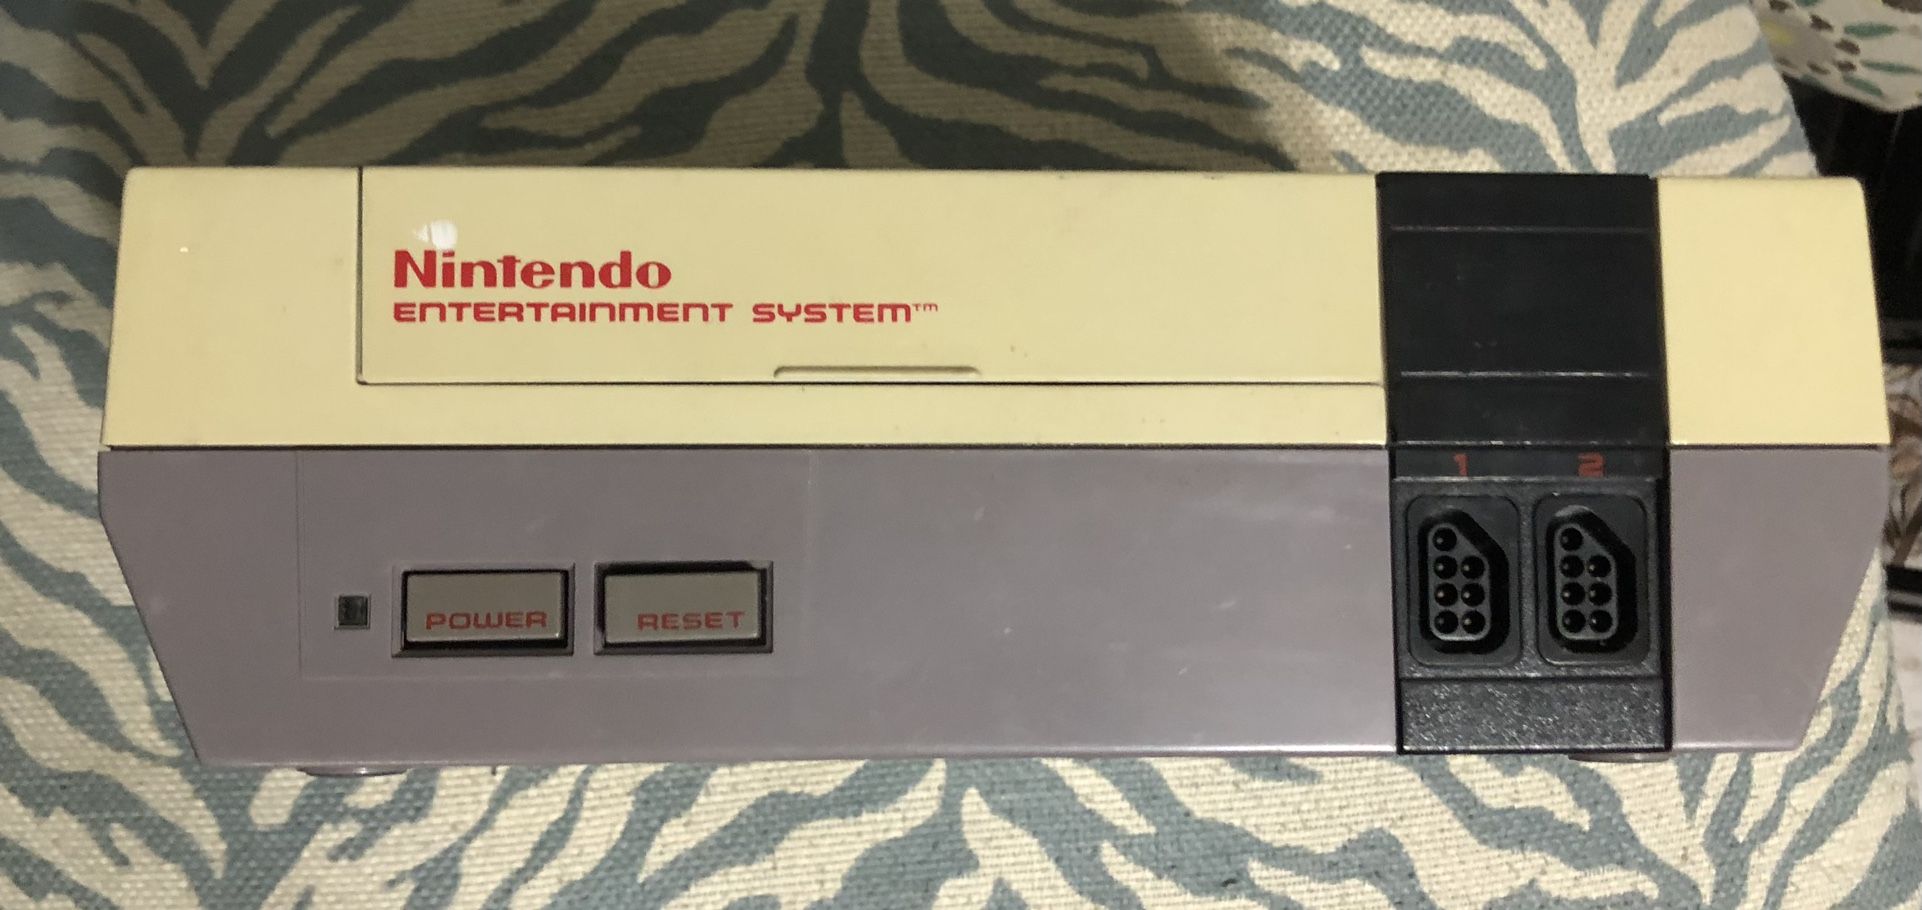 Nintendo
ENTERTAINMENT SYSTEM™
1 2
POWER RESET